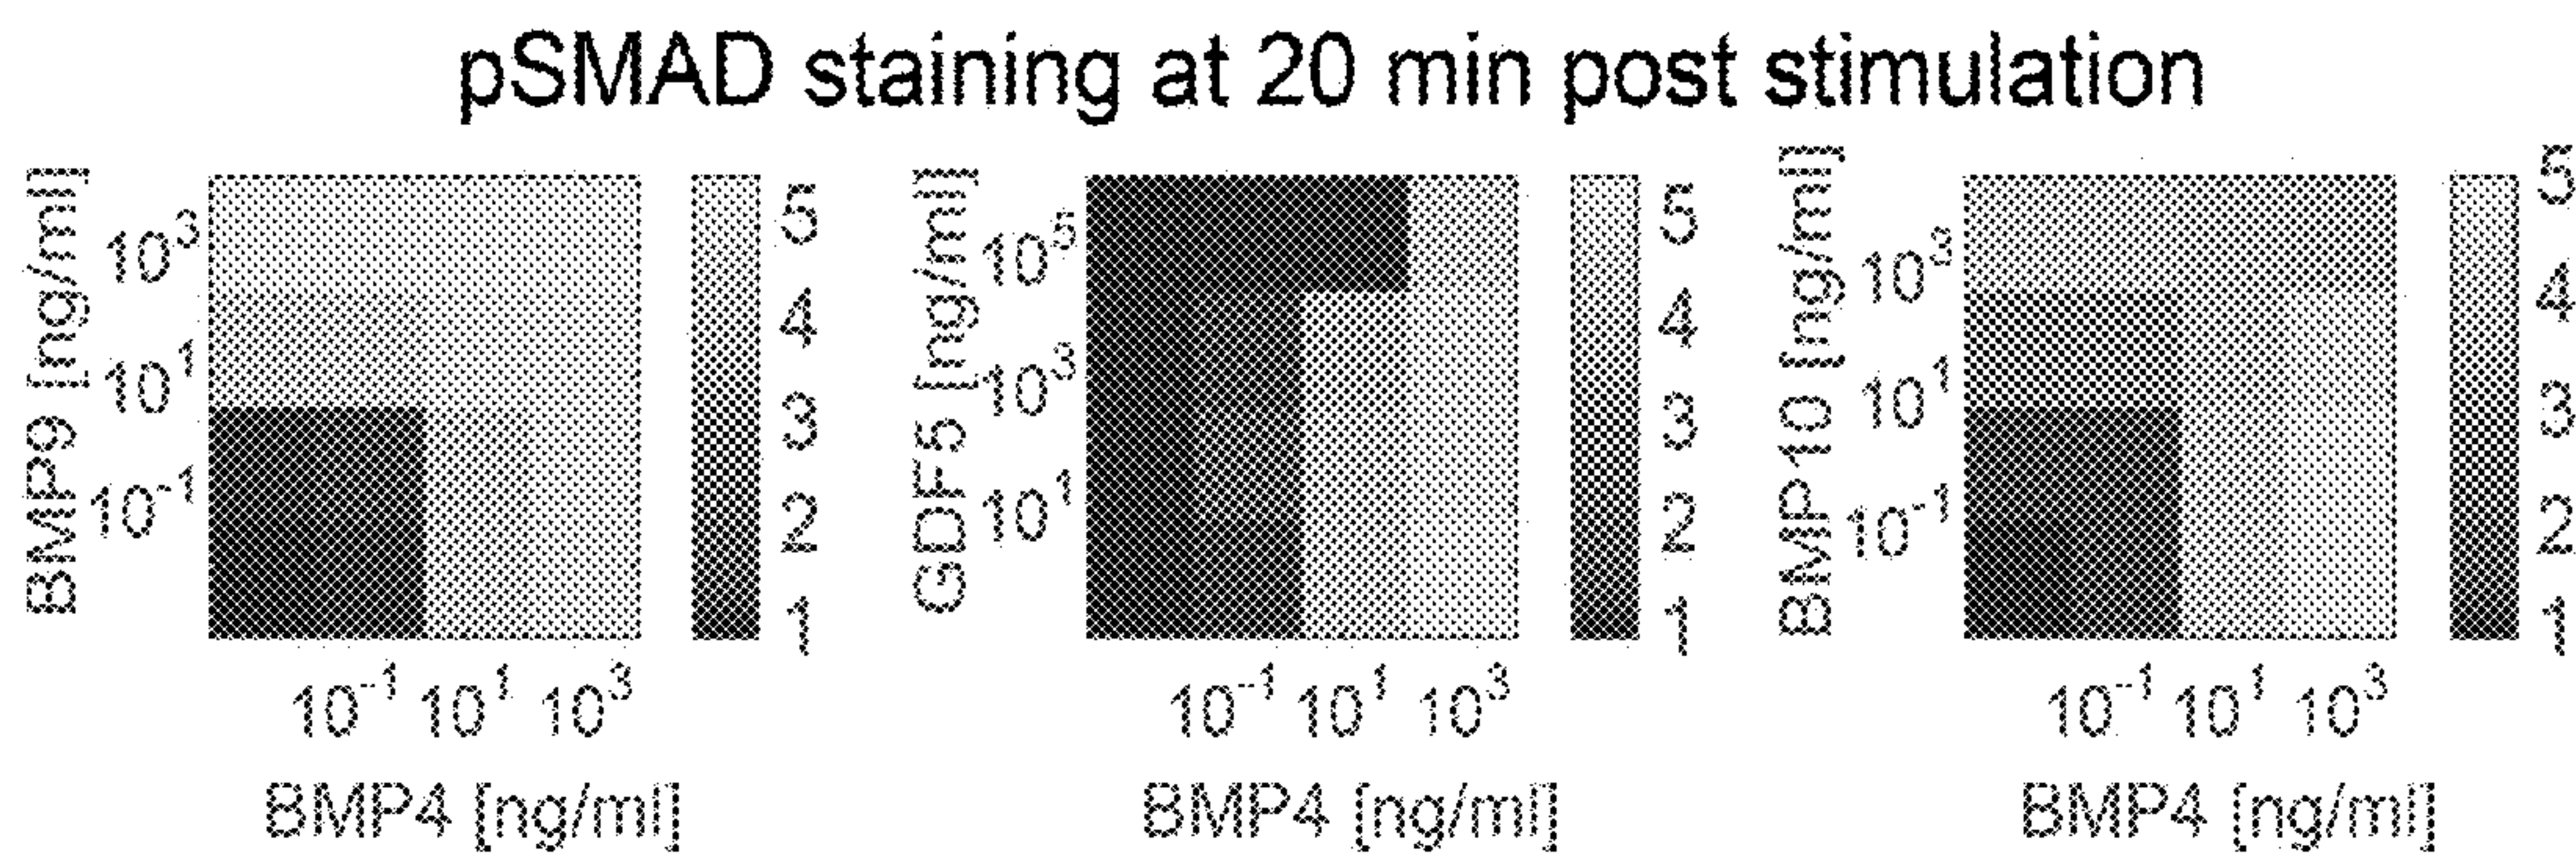 pSMAD staining at 20 min post stimulation
BMP9 [ng/ml]
10³
10¹
10⁻¹
5
4
3
2
1
10⁻¹ 10¹ 10³
BMP4 [ng/ml]
GDF5 [ng/ml]
10⁵
10³
10¹
5
4
3
2
1
10⁻¹ 10¹ 10³
BMP4 [ng/ml]
BMP10 [ng/ml]
10³
10¹
10⁻¹
5
4
3
2
1
10⁻¹ 10¹ 10³
BMP4 [ng/ml]